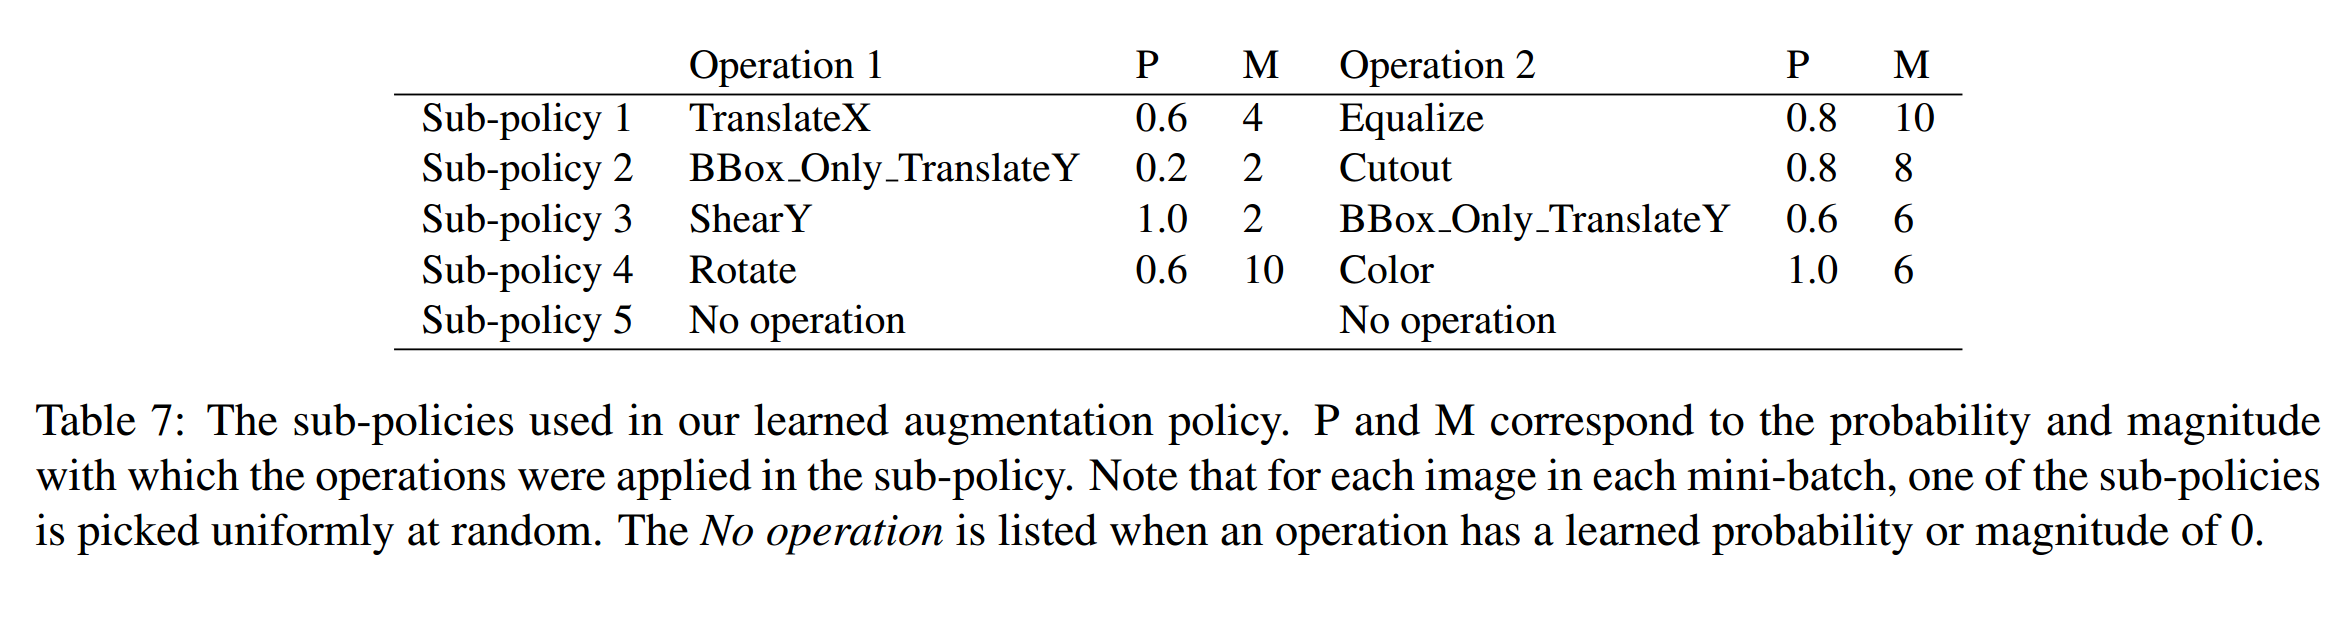 Operation 1 P M Operation 2 P M
Sub-policy 1 TranslateX 0.6 4 Equalize 0.8 10
Sub-policy 2 BBox_Only_TranslateY 0.2 2 Cutout 0.8 8
Sub-policy 3 ShearY 1.0 2 BBox_Only_TranslateY 0.6 6
Sub-policy 4 Rotate 0.6 10 Color 1.0 6
Sub-policy 5 No operation No operation
Table 7: The sub-policies used in our learned augmentation policy. P and M correspond to the probability and magnitude
with which the operations were applied in the sub-policy. Note that for each image in each mini-batch, one of the sub-policies
is picked uniformly at random. The No operation is listed when an operation has a learned probability or magnitude of 0.